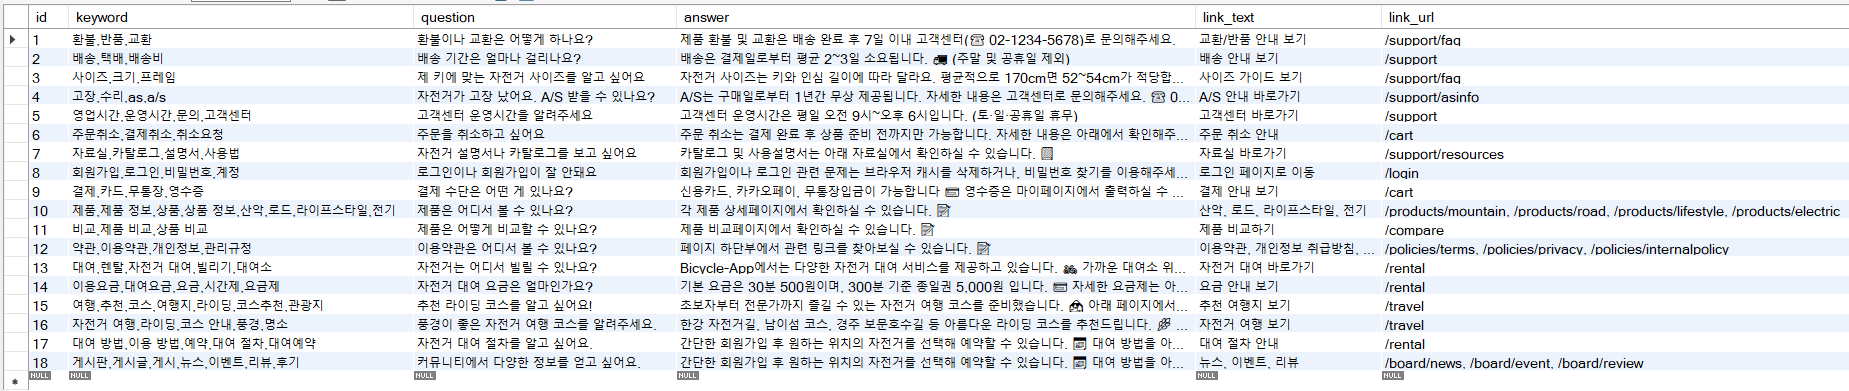 id keyword question answer link_text link_url
1 환불,반품,교환 환불이나 교환은 어떻게 하나요? 제품 환불 및 교환은 배송 완료 후 7일 이내 고객센터(☎ 02-1234-5678)로 문의해주세요. 교환/반품 안내 보기 /support/faq
2 배송,택배,배송비 배송 기간은 얼마나 걸리나요? 배송은 결제일로부터 평균 2~3일 소요됩니다. 🚚 (주말 및 공휴일 제외) 배송 안내 보기 /support
3 사이즈,크기,프레임 제 키에 맞는 자전거 사이즈를 알고 싶어요 자전거 사이즈는 키와 인심 길이에 따라 달라요. 평균적으로 170cm면 52~54cm가 적당합... 사이즈 가이드 보기 /support/faq
4 고장,수리,as,a/s 자전거가 고장 났어요. A/S 받을 수 있나요? A/S는 구매일로부터 1년간 무상 제공됩니다. 자세한 내용은 고객센터로 문의해주세요. ☎ 0... A/S 안내 바로가기 /support/asinfo
5 영업시간,운영시간,문의,고객센터 고객센터 운영시간을 알려주세요 고객센터 운영시간은 평일 오전 9시~오후 6시입니다. (토·일·공휴일 휴무) 고객센터 바로가기 /support
6 주문취소,결제취소,취소요청 주문을 취소하고 싶어요 주문 취소는 결제 완료 후 상품 준비 전까지만 가능합니다. 자세한 내용은 아래에서 확인해주... 주문 취소 안내 /cart
7 자료실,카탈로그,설명서,사용법 자전거 설명서나 카탈로그를 보고 싶어요 카탈로그 및 사용설명서는 아래 자료실에서 확인하실 수 있습니다. 자료실 바로가기 /support/resources
8 회원가입,로그인,비밀번호,계정 로그인이나 회원가입이 잘 안돼요 회원가입이나 로그인 관련 문제는 브라우저 캐시를 삭제하거나, 비밀번호 찾기를 이용해주세... 로그인 페이지로 이동 /login
9 결제,카드,무통장,영수증 결제 수단은 어떤 게 있나요? 신용카드, 카카오페이, 무통장입금이 가능합니다 💳 영수증은 마이페이지에서 출력하실 수 ... 결제 안내 보기 /cart
10 제품,제품 정보,상품,상품 정보,산악,로드,라이프스타일,전기 제품은 어디서 볼 수 있나요? 각 제품 상세페이지에서 확인하실 수 있습니다. 📝 산악, 로드, 라이프스타일, 전기 /products/mountain, /products/road, /products/lifestyle, /products/electric
11 비교,제품 비교,상품 비교 제품은 어떻게 비교할 수 있나요? 제품 비교페이지에서 확인하실 수 있습니다. 📝 제품 비교하기 /compare
12 약관,이용약관,개인정보,관리규정 이용약관은 어디서 볼 수 있나요? 페이지 하단부에서 관련 링크를 찾아보실 수 있습니다. 📝 이용약관, 개인정보 취급방침, ... /policies/terms, /policies/privacy, /policies/internalpolicy
13 대여,렌탈,자전거 대여,빌리기,대여소 자전거는 어디서 빌릴 수 있나요? Bicycle-App에서는 다양한 자전거 대여 서비스를 제공하고 있습니다. 가까운 대여소 위... 자전거 대여 바로가기 /rental
14 이용요금,대여요금,요금,시간제,요금제 자전거 대여 요금은 얼마인가요? 기본 요금은 30분 500원이며, 300분 기준 종일권 5,000원 입니다. 💳 자세한 요금제는 아... 요금 안내 보기 /rental
15 여행,추천,코스,여행지,라이딩,코스추천,관광지 추천 라이딩 코스를 알고 싶어요! 초보자부터 전문가까지 즐길 수 있는 자전거 여행 코스를 준비했습니다. 아래 페이지에서... 추천 여행지 보기 /travel
16 자전거 여행,라이딩,코스 안내,풍경,명소 풍경이 좋은 자전거 여행 코스를 알려주세요. 한강 자전거길, 남이섬 코스, 경주 보문호수길 등 아름다운 라이딩 코스를 추천드립니다. ... 자전거 여행 보기 /travel
17 대여 방법,이용 방법,예약,대여 절차,대여예약 자전거 대여 절차를 알고 싶어요. 간단한 회원가입 후 원하는 위치의 자전거를 선택해 예약할 수 있습니다. 대여 방법을 아... 대여 절차 안내 /rental
18 게시판,게시글,게시,뉴스,이벤트,리뷰,후기 커뮤니티에서 다양한 정보를 얻고 싶어요. 간단한 회원가입 후 원하는 위치의 자전거를 선택해 예약할 수 있습니다. 대여 방법을 아... 뉴스, 이벤트, 리뷰 /board/news, /board/event, /board/review
NULL NULL NULL NULL NULL NULL